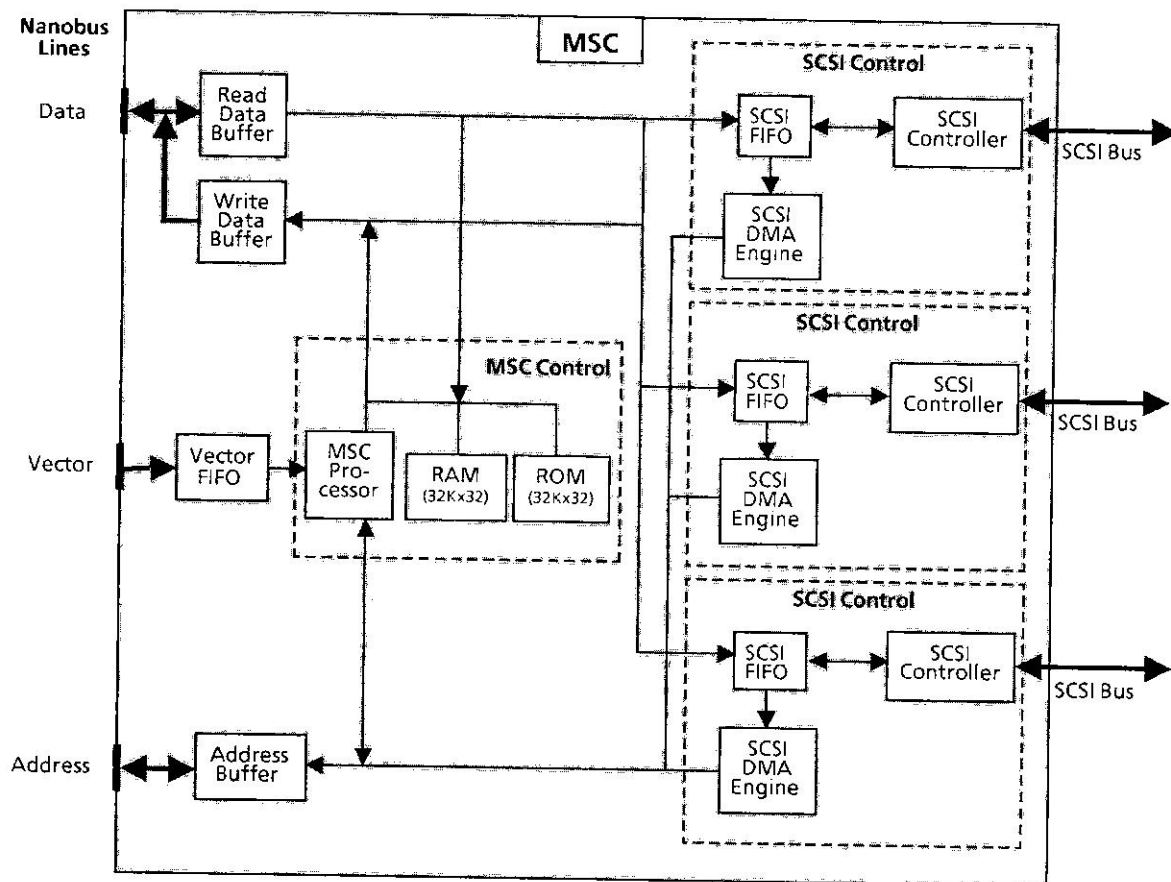 Nanobus
Lines
MSC
Data
Read
Data
Buffer
Write
Data
Buffer
SCSI Control
SCSI
FIFO
SCSI
Controller
SCSI Bus
SCSI
DMA
Engine
SCSI Control
SCSI
FIFO
SCSI
Controller
SCSI Bus
SCSI
DMA
Engine
MSC Control
Vector
Vector
FIFO
MSC
Pro-
cessor
RAM
(32Kx32)
ROM
(32Kx32)
SCSI Control
SCSI
FIFO
SCSI
Controller
SCSI Bus
SCSI
DMA
Engine
Address
Address
Buffer